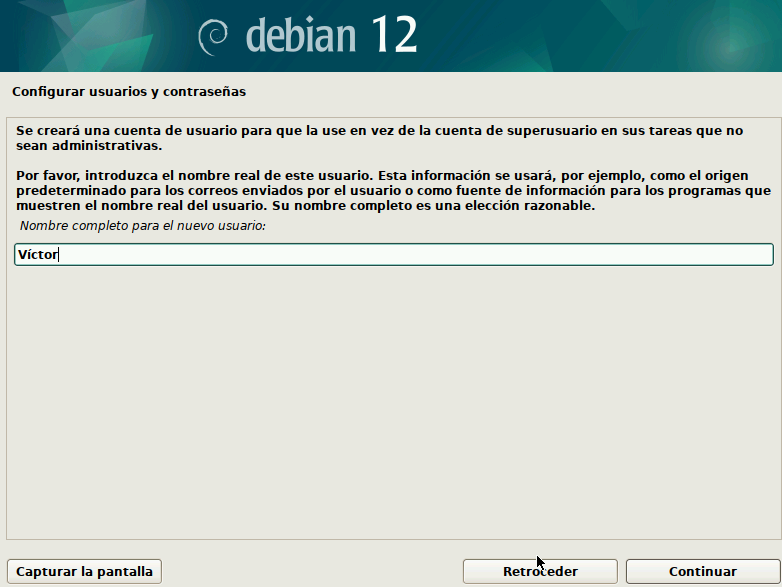 debian 12
Configurar usuarios y contraseñas
Se creará una cuenta de usuario para que la use en vez de la cuenta de superusuario en sus tareas que no
sean administrativas.
Por favor, introduzca el nombre real de este usuario. Esta información se usará, por ejemplo, como el origen
predeterminado para los correos enviados por el usuario o como fuente de información para los programas que
muestren el nombre real del usuario. Su nombre completo es una elección razonable.
Nombre completo para el nuevo usuario:
Víctor
Capturar la pantalla
Retroceder
Continuar